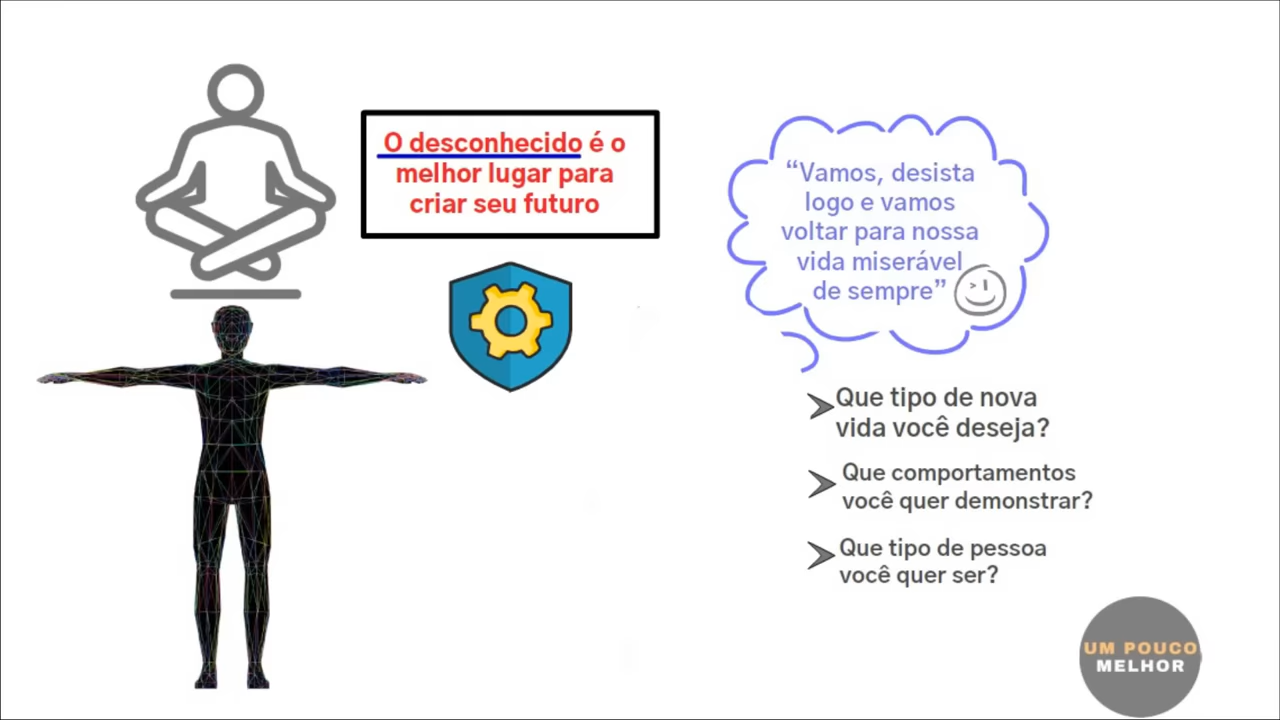 O desconhecido é o
melhor lugar para
criar seu futuro
“Vamos, desista
logo e vamos
voltar para nossa
vida miserável
de sempre”
Que tipo de nova
vida você deseja?
Que comportamentos
você quer demonstrar?
Que tipo de pessoa
você quer ser?
UM POUCO
MELHOR